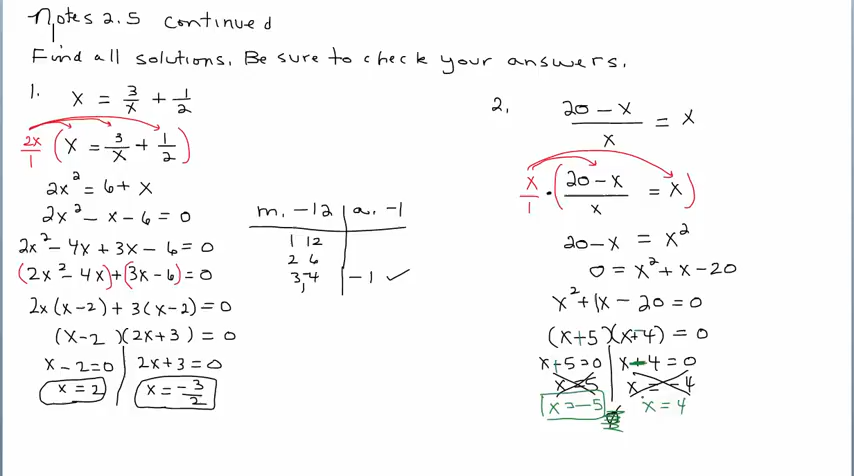 Notes 2.5 continued
Find all solutions. Be sure to check your answers.
1.
x = 3/x + 1/2
2x/1 (x = 3/x + 1/2)
2x² = 6 + x
2x² - x - 6 = 0
2x² - 4x + 3x - 6 = 0
(2x² - 4x) + (3x - 6) = 0
2x(x - 2) + 3(x - 2) = 0
(x - 2)(2x + 3) = 0
x - 2 = 0 | 2x + 3 = 0
x = 2 | x = -3/2
m. -12 | a. -1
1 12
2 6
3, -4 | -1 ✓
2.
(20 - x)/x = x
x/1 • ((20 - x)/x = x)
20 - x = x²
0 = x² + x - 20
x² + 1x - 20 = 0
(x + 5)(x + 4) = 0
x + 5 = 0 | x - 4 = 0
x = 5 | x = -4
x = -5 | x = 4